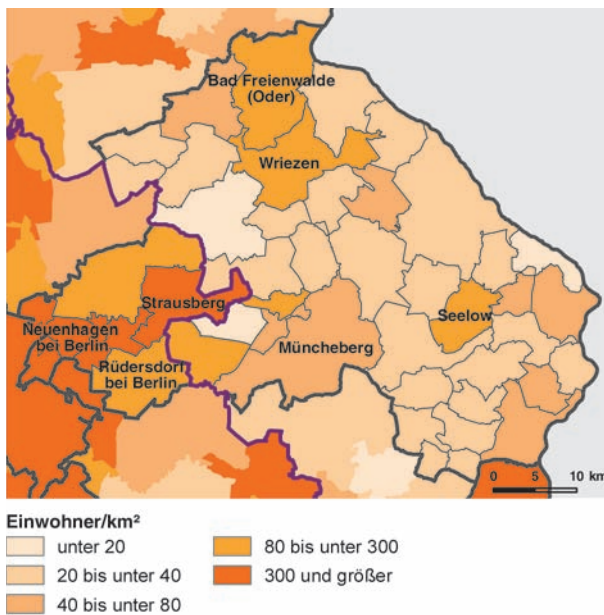 Bad Freienwalde
(Oder)
Wriezen
Strausberg
Neuenhagen
bei Berlin
Seelow
Müncheberg
Rüdersdorf
bei Berlin
0 5 10 km
Einwohner/km²
unter 20
20 bis unter 40
40 bis unter 80
80 bis unter 300
300 und größer